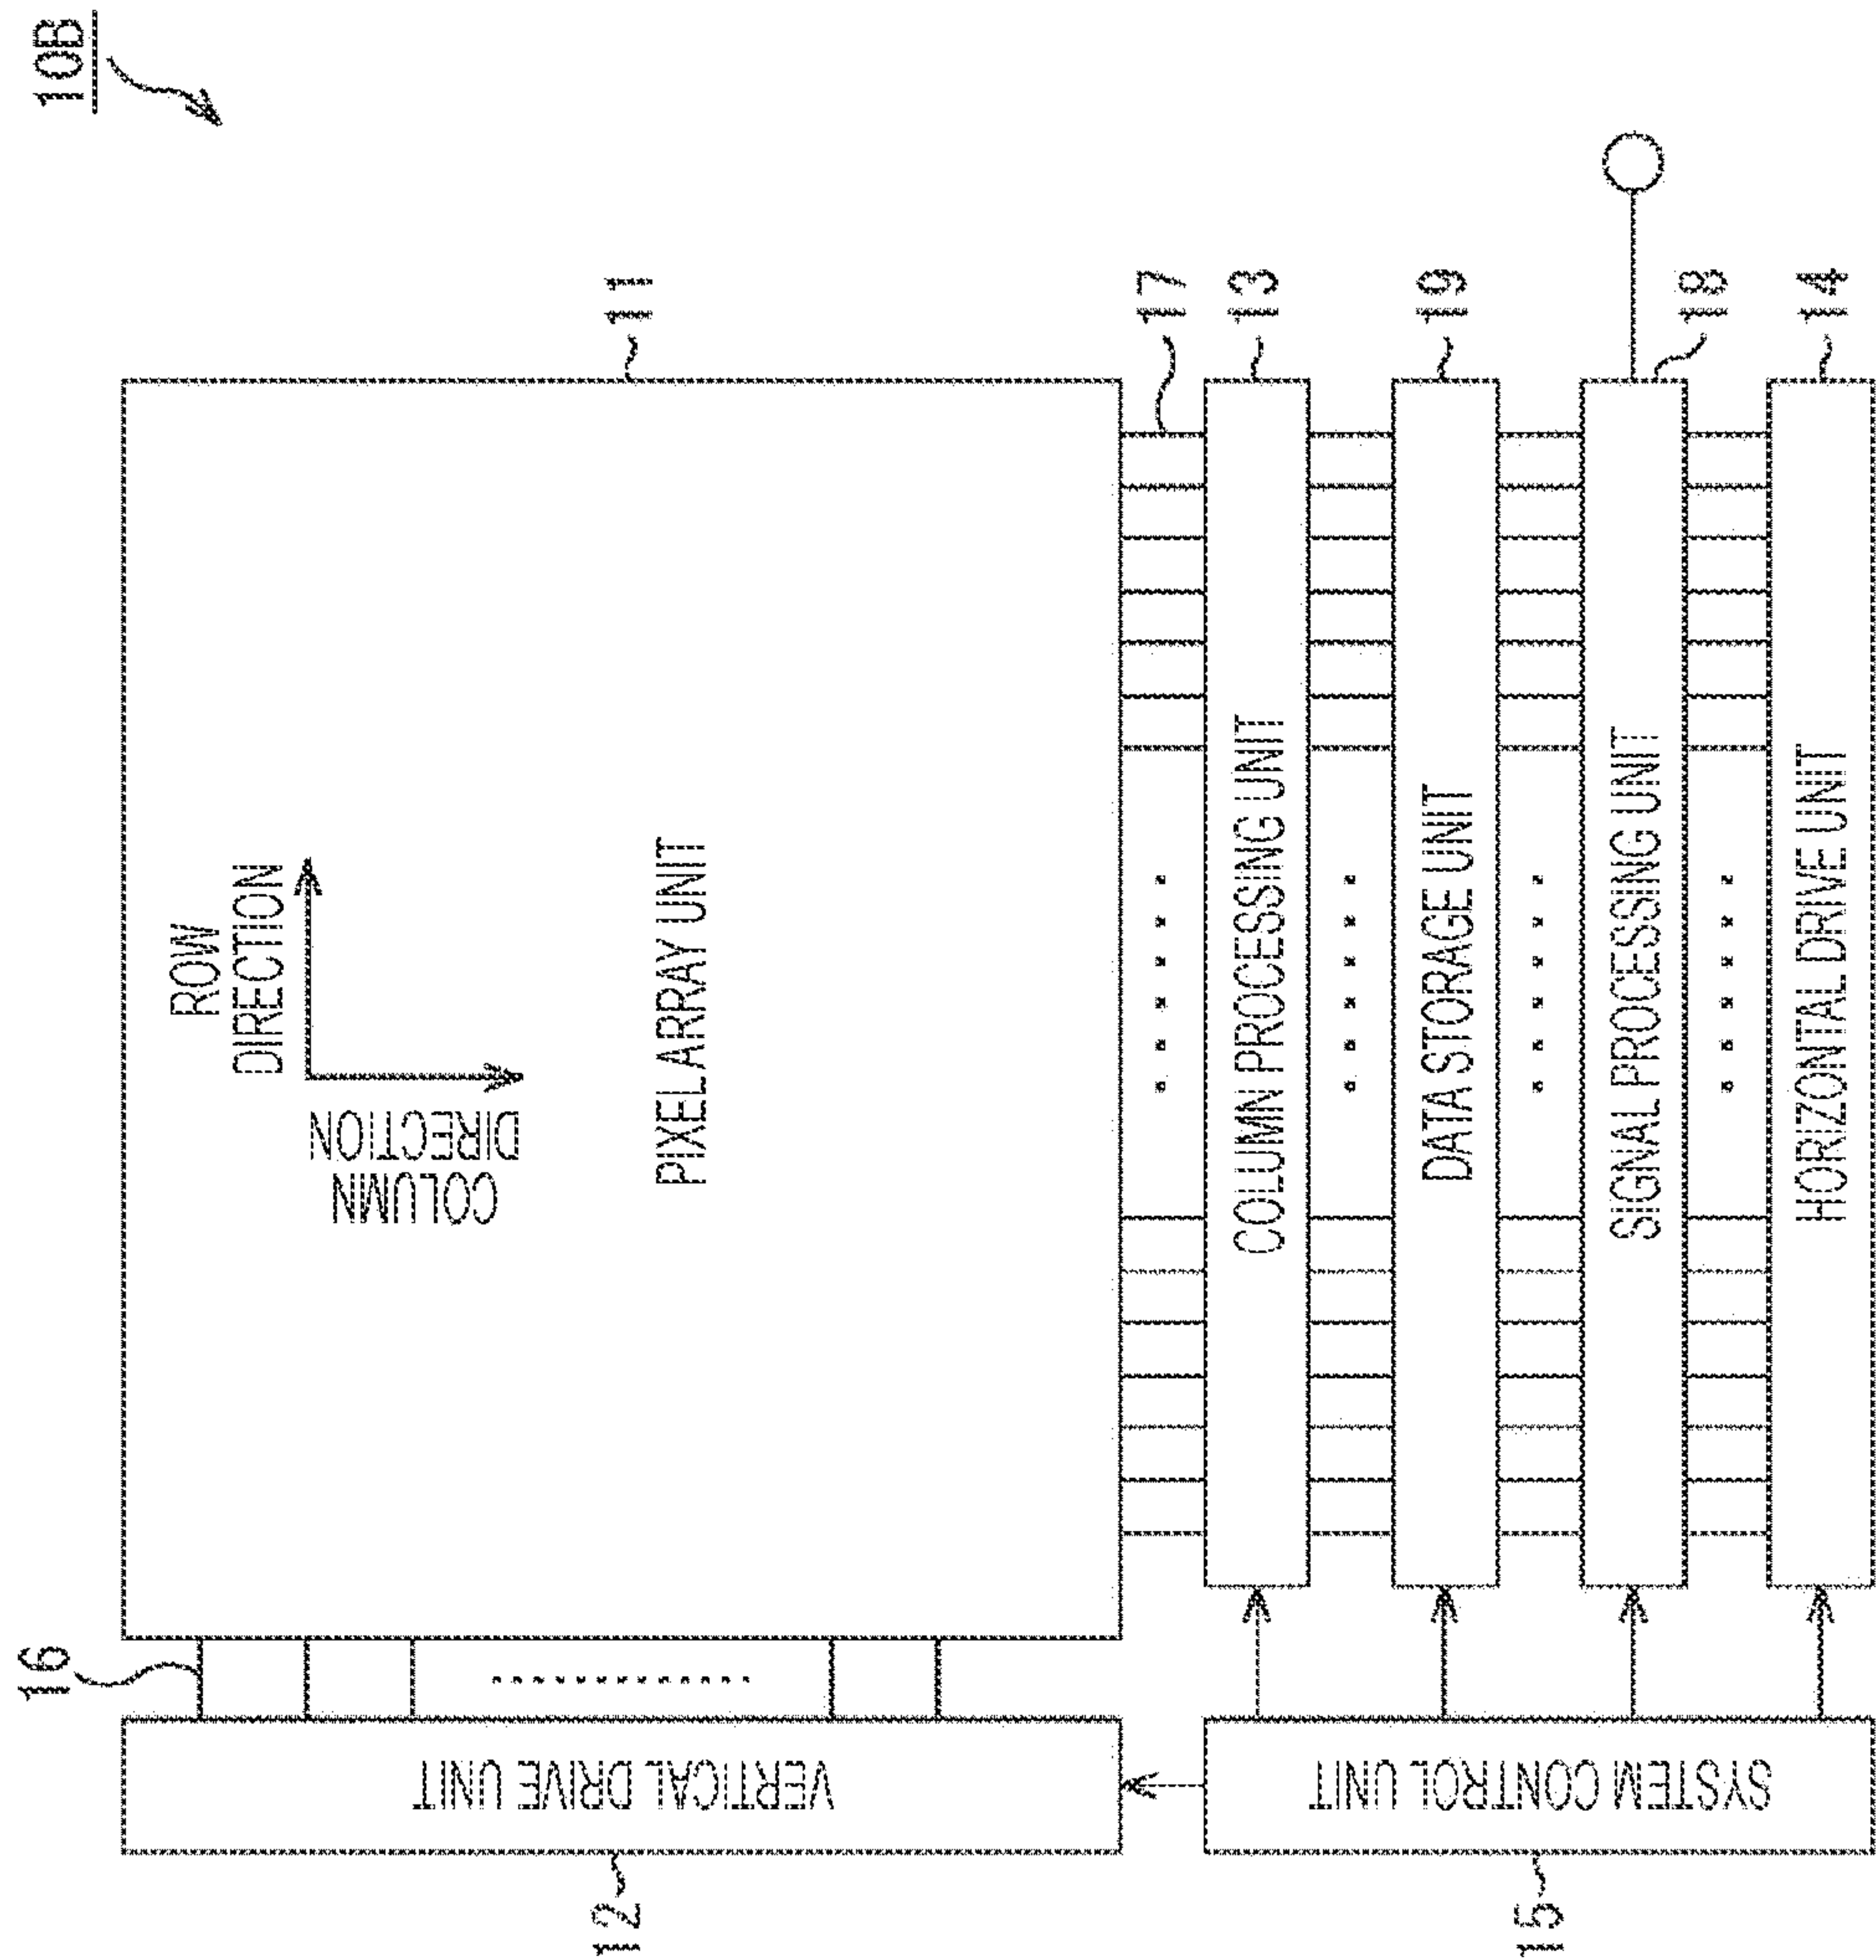 10B
ROW
DIRECTION
COLUMN
DIRECTION
PIXEL ARRAY UNIT
11
16
VERTICAL DRIVE UNIT
12
17
COLUMN PROCESSING UNIT
13
DATA STORAGE UNIT
19
SIGNAL PROCESSING UNIT
18
HORIZONTAL DRIVE UNIT
14
SYSTEM CONTROL UNIT
15